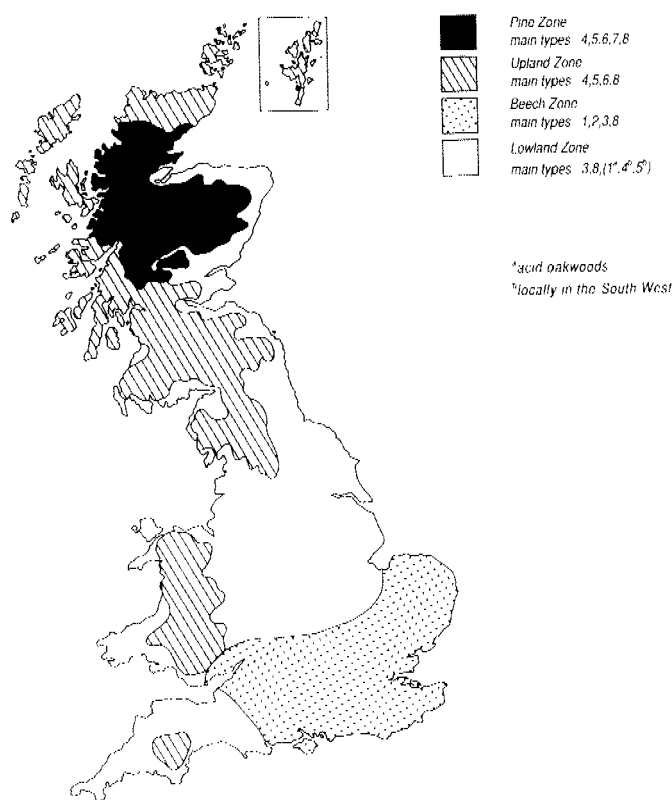 Pine Zone
main types 4,5.6,7,8
Upland Zone
main types 4,5,6.8
Beech Zone
main types 1,2,3,8
Lowland Zone
main types 3,8,(1ᵃ.4ᵇ.5ᵇ)
ᵃacid oakwoods
ᵇlocally in the South West